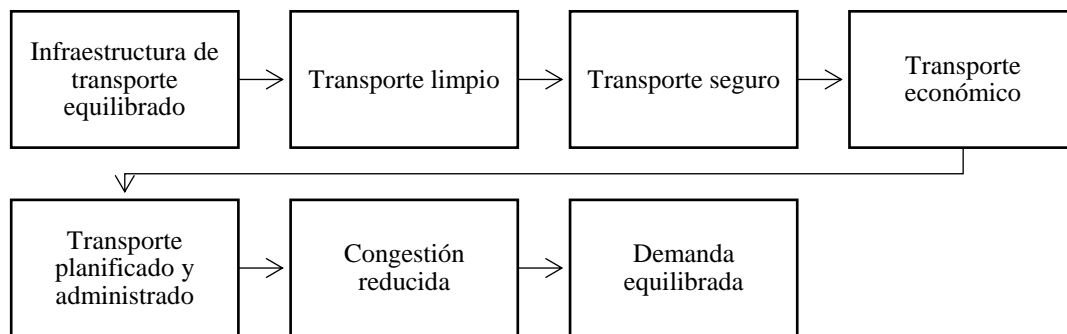 Infraestructura de
transporte
equilibrado
Transporte limpio
Transporte seguro
Transporte
económico
Transporte
planificado y
administrado
Congestión
reducida
Demanda
equilibrada